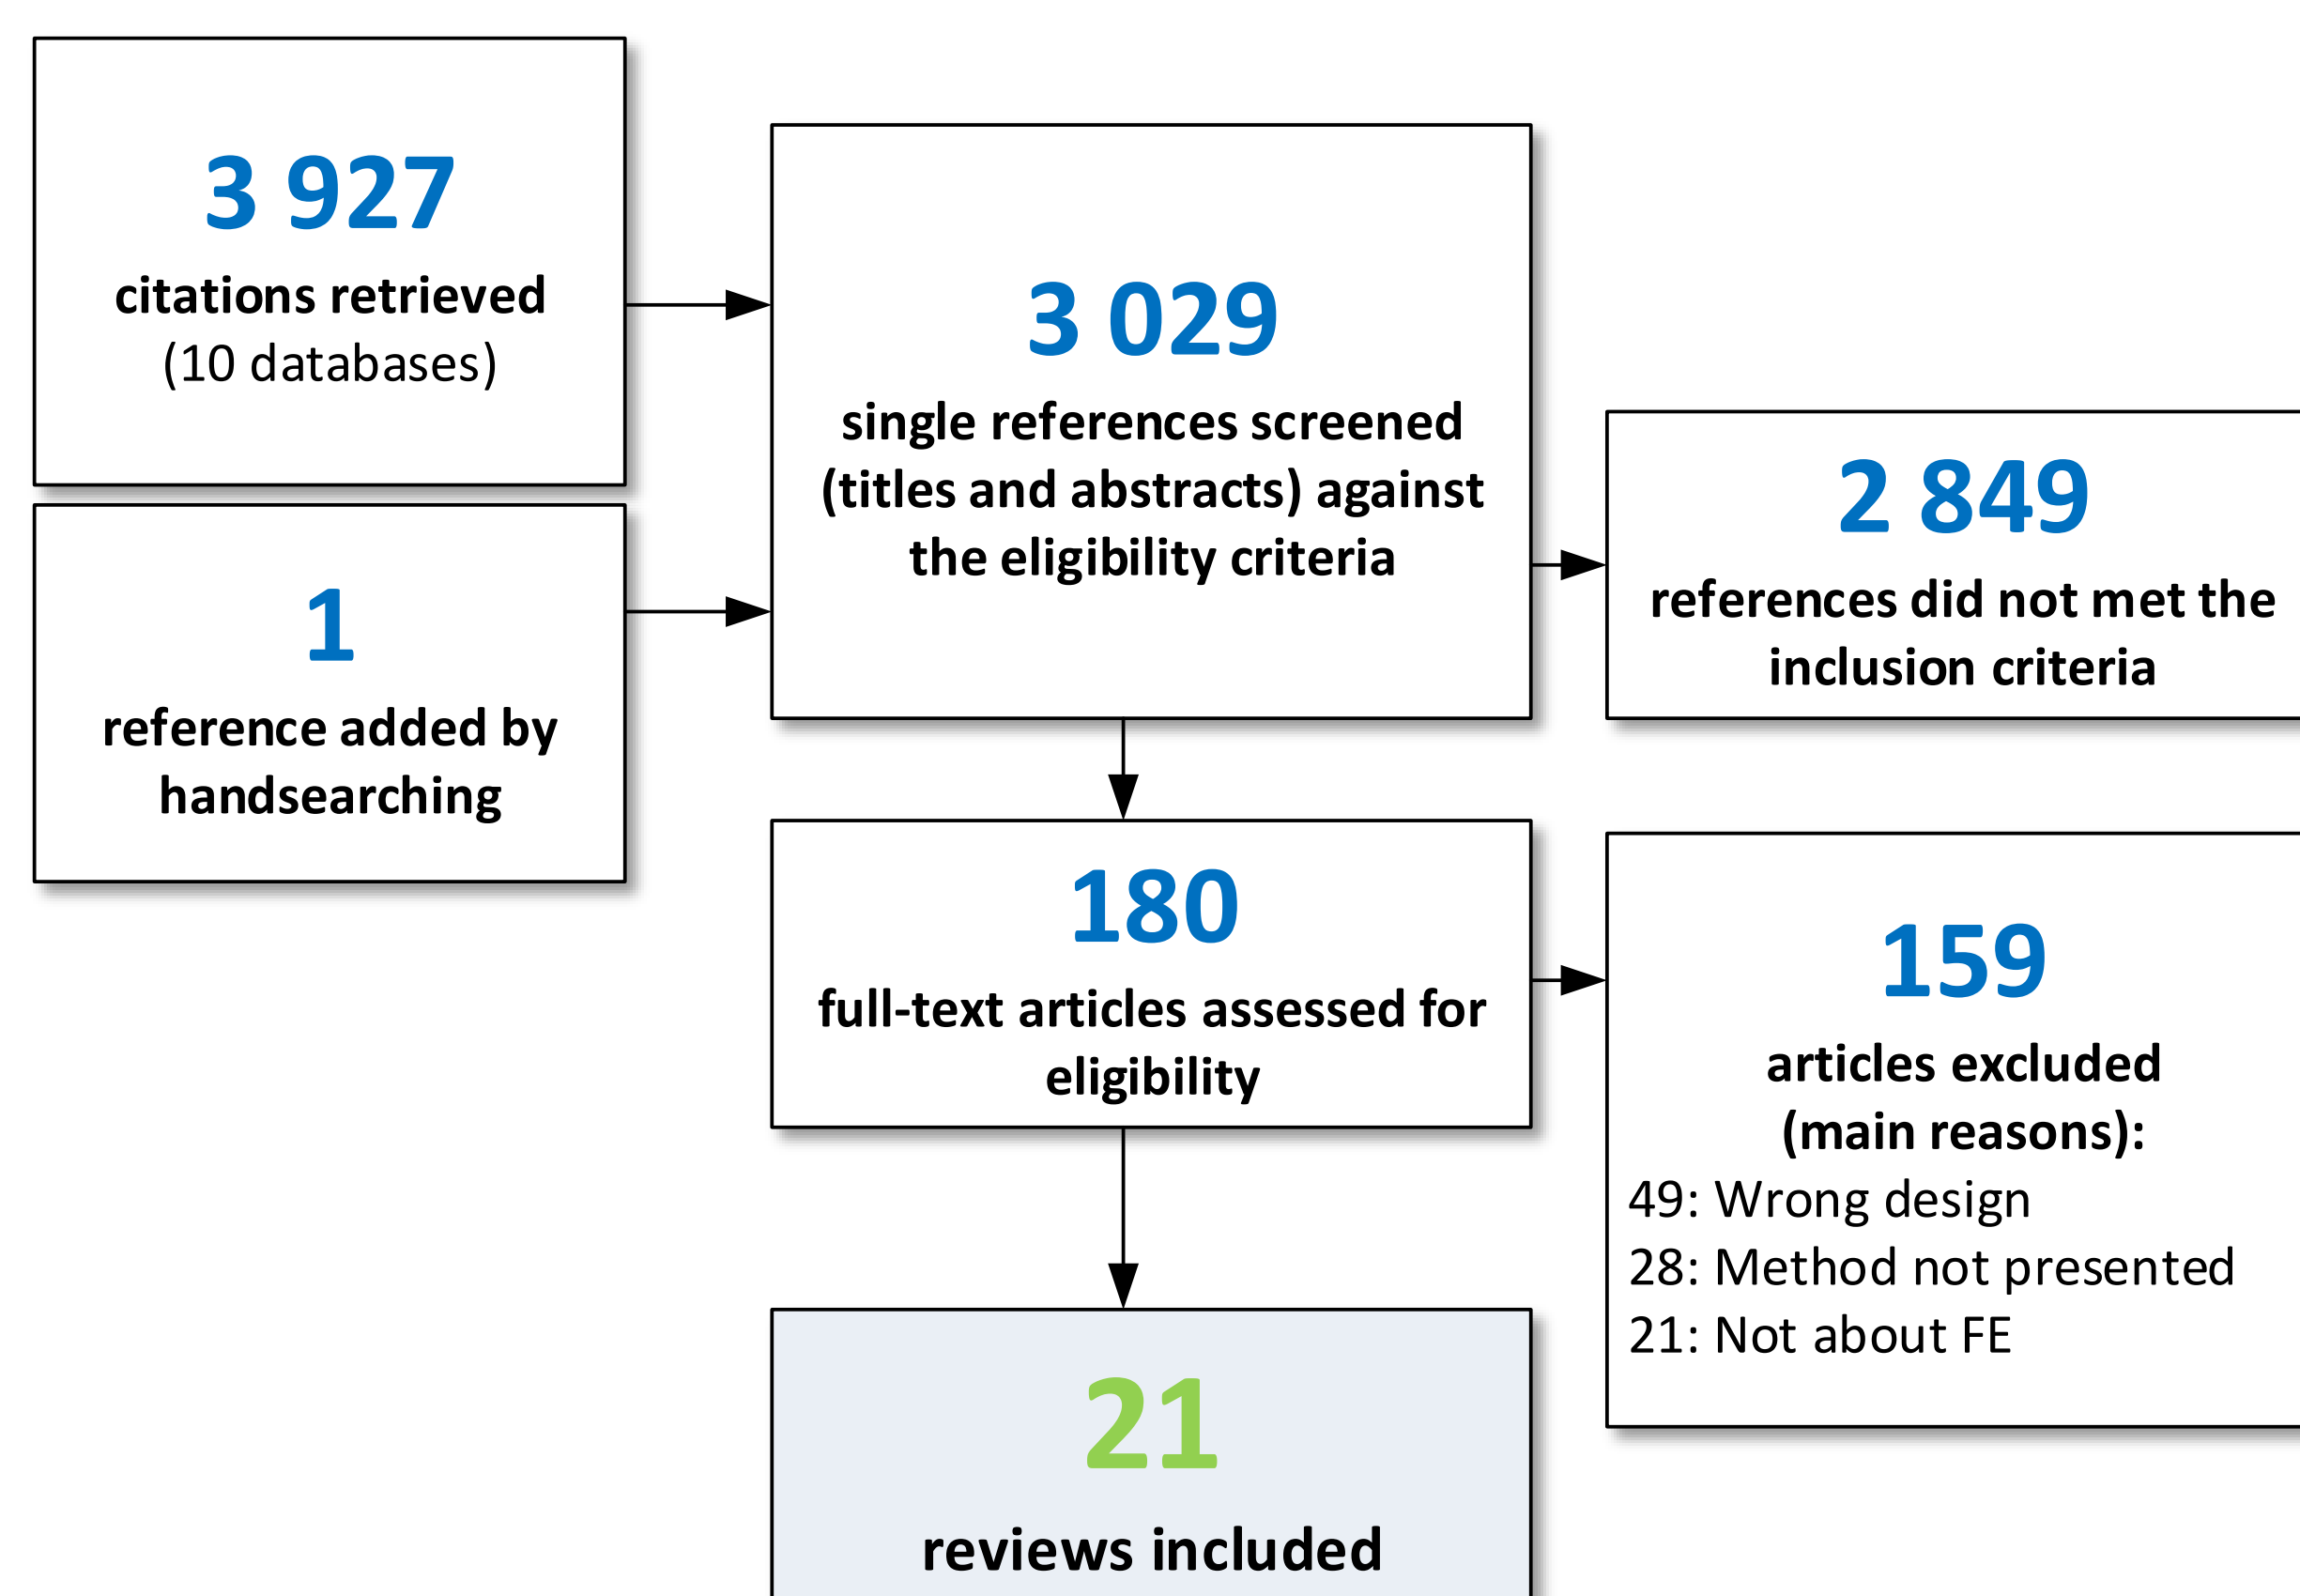 3 927
citations retrieved
(10 databases)
1
reference added by
handsearching
3 029
single references screened
(titles and abstracts) against
the eligibility criteria
2 849
references did not met the
inclusion criteria
180
full-text articles assessed for
eligibility
159
articles excluded
(main reasons):
49: Wrong design
28: Method not presented
21: Not about FE
21
reviews included